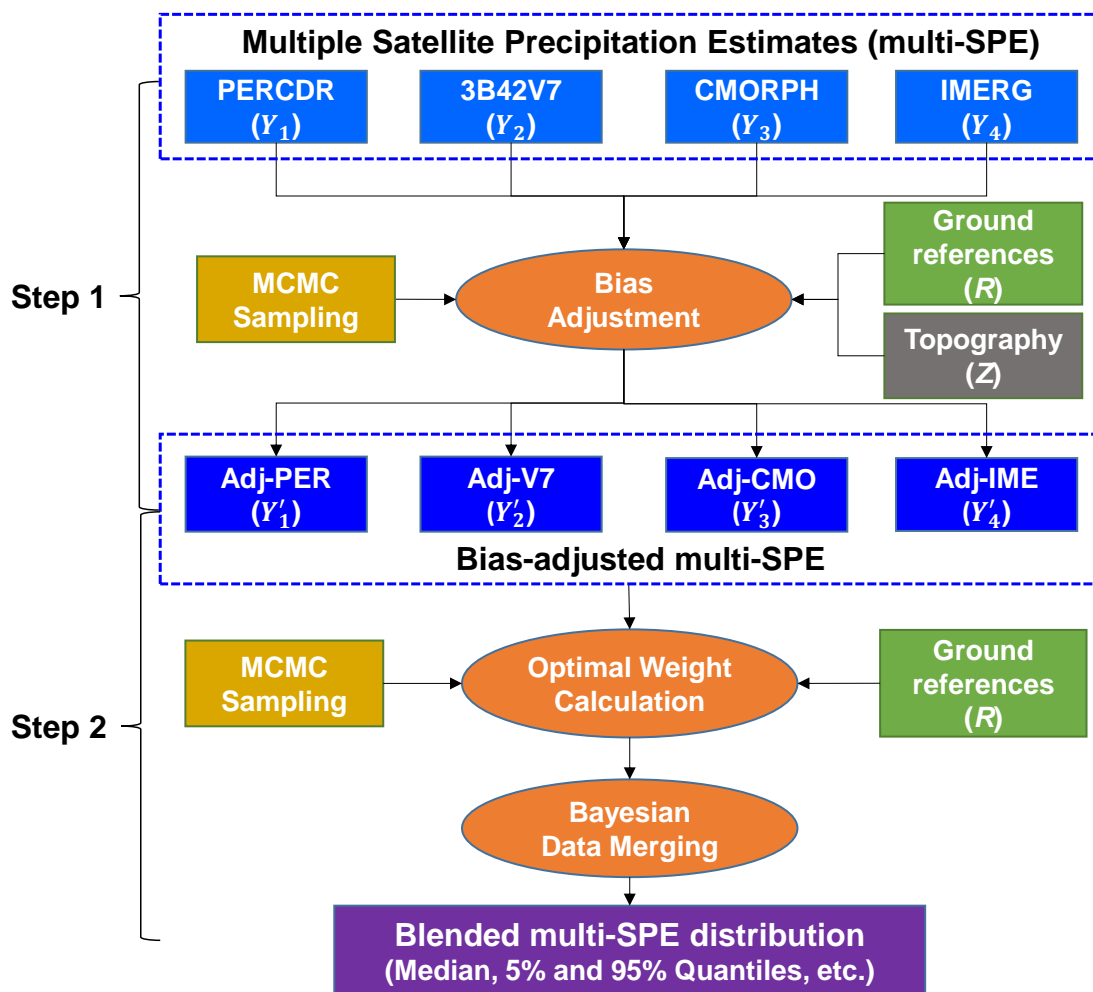 Multiple Satellite Precipitation Estimates (multi-SPE)
PERCDR
(Y₁)
3B42V7
(Y₂)
CMORPH
(Y₃)
IMERG
(Y₄)
Step 1
MCMC
Sampling
Bias
Adjustment
Ground
references
(R)
Topography
(Z)
Adj-PER
(Y′₁)
Adj-V7
(Y′₂)
Adj-CMO
(Y′₃)
Adj-IME
(Y′₄)
Bias-adjusted multi-SPE
Step 2
MCMC
Sampling
Optimal Weight
Calculation
Ground
references
(R)
Bayesian
Data Merging
Blended multi-SPE distribution
(Median, 5% and 95% Quantiles, etc.)